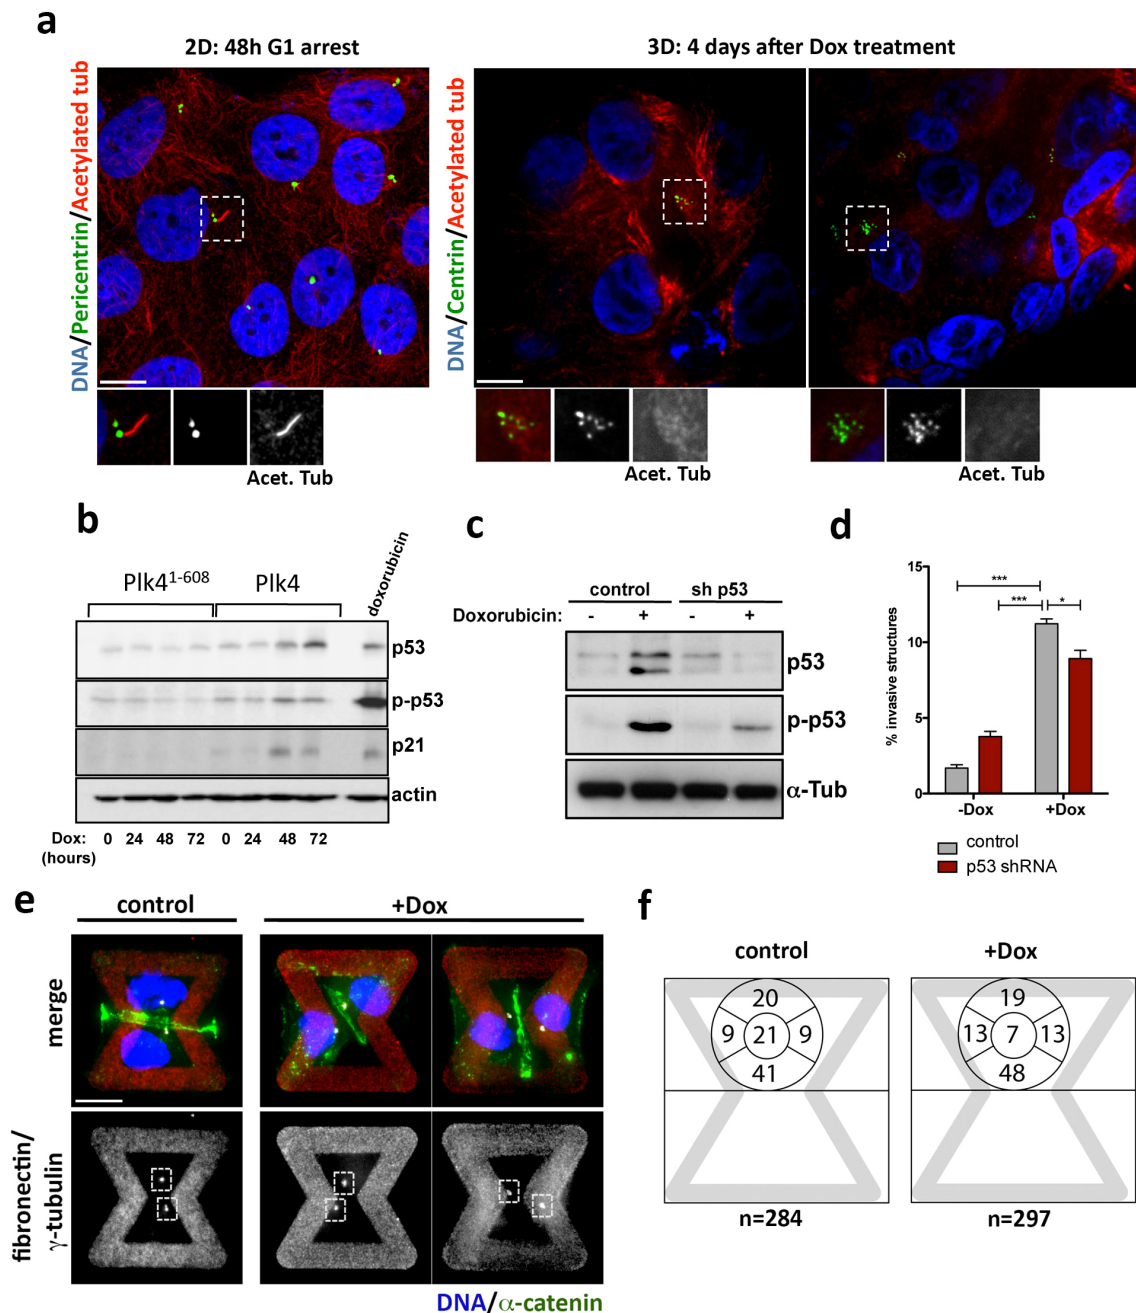 a
2D: 48h G1 arrest
3D: 4 days after Dox treatment
DNA/Pericentrin/Acetylated tub
DNA/Centrin/Acetylated tub
Acet. Tub
Acet. Tub
Acet. Tub
b
Plk4¹⁻⁶⁰⁸
Plk4
doxorubicin
p53
p-p53
p21
actin
Dox: 0 24 48 72 0 24 48 72
(hours)
c
control
sh p53
Doxorubicin: - + - +
p53
p-p53
α-Tub
d
% invasive structures
15
10
5
0
***
***
*
-Dox
+Dox
control
p53 shRNA
e
control
+Dox
merge
fibronectin/
γ-tubulin
DNA/α-catenin
f
control
+Dox
20
9 21 9
41
19
13 7 13
48
n=284
n=297